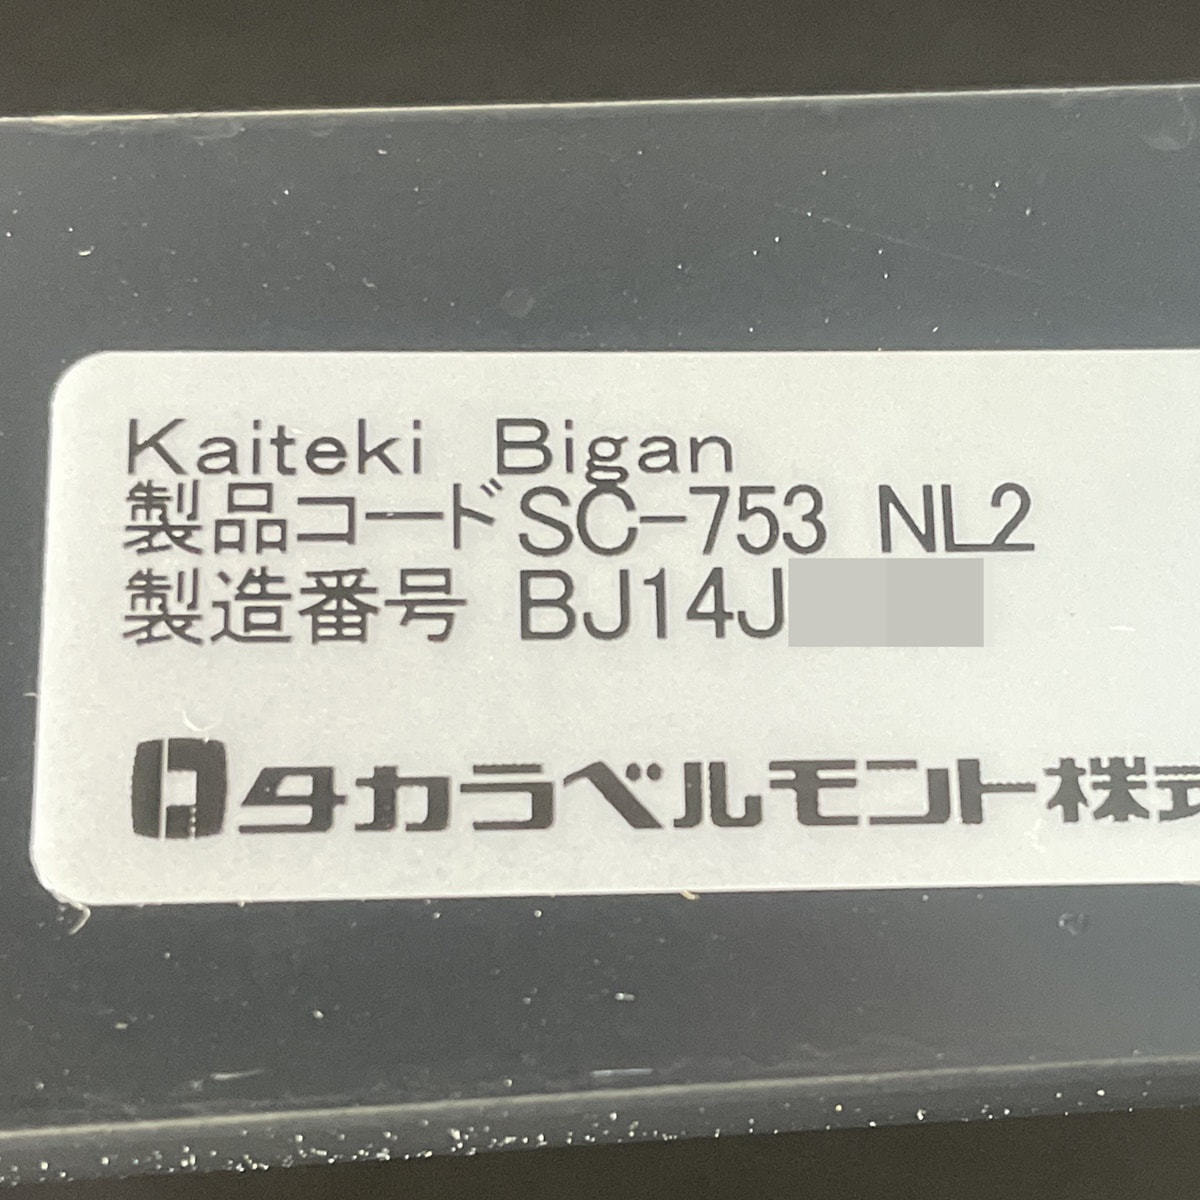 Kaiteki Bigan
製品コードSC-753 NL2
製造番号 BJ14J
タカラベルモント株式